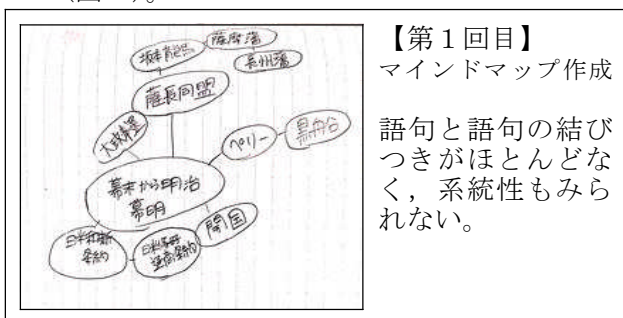 坂本龍馬
薩摩藩
長州藩
薩長同盟
大政奉還
ペリー
黒船
幕末から明治
幕明
開国
日米和親
条約
日米修好
通商条約
【第１回目】
マインドマップ作成
語句と語句の結び
つきがほとんどな
く，系統性もみら
れない。